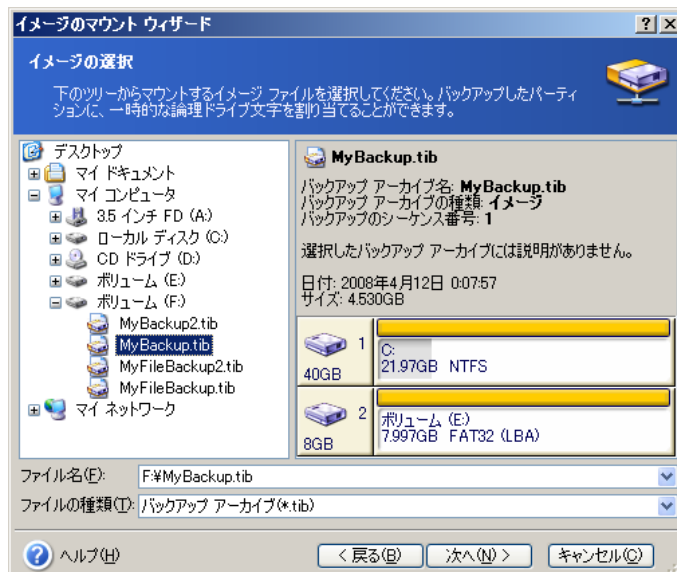 イメージのマウント ウィザード
イメージの選択
下のツリーからマウントするイメージ ファイルを選択してください。バックアップしたパーティ
ションに、一時的な論理ドライブ文字を割り当てることができます。
デスクトップ
マイ ドキュメント
マイ コンピュータ
3.5 インチ FD (A:)
ローカル ディスク (C:)
CD ドライブ (D:)
ボリューム (E:)
ボリューム (F:)
MyBackup2.tib
MyBackup.tib
MyFileBackup2.tib
MyFileBackup.tib
マイ ネットワーク
MyBackup.tib
バックアップ アーカイブ名: MyBackup.tib
バックアップ アーカイブの種類: イメージ
バックアップのシーケンス番号: 1
選択したバックアップ アーカイブには説明がありません。
日付: 2008年4月12日 0:07:57
サイズ: 4.530GB
1
40GB
C:
21.97GB NTFS
2
8GB
ボリューム (E:)
7.997GB FAT32 (LBA)
ファイル名(F): F:¥MyBackup.tib
ファイルの種類(T): バックアップ アーカイブ(*.tib)
ヘルプ(H)
< 戻る(B)
次へ(N) >
キャンセル(C)